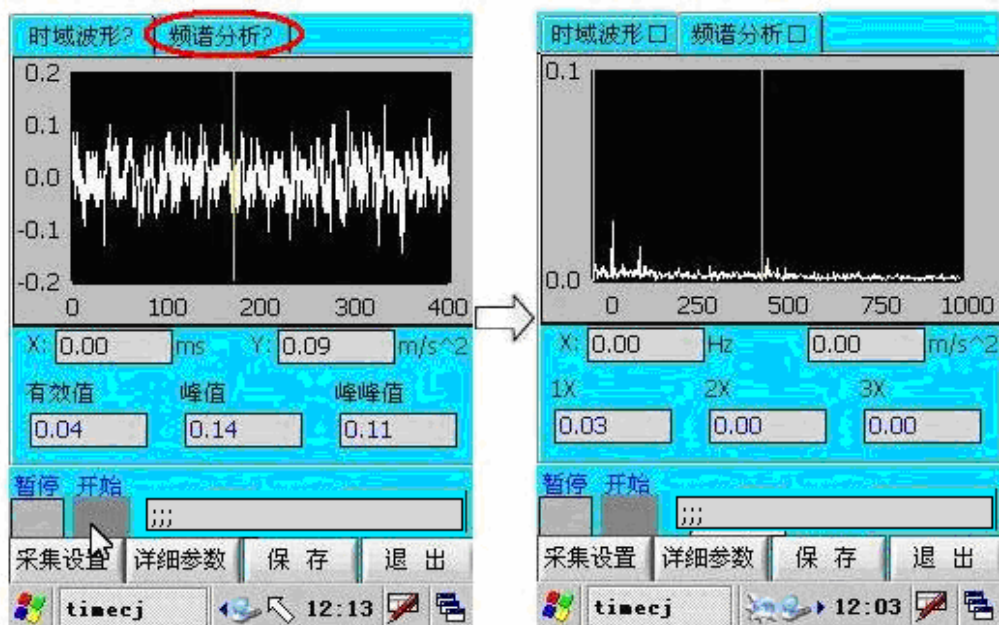 时域波形? 频谱分析?
0.2
0.1
0.0
-0.1
-0.2
0 100 200 300 400
X: 0.00 ms Y: 0.09 m/s^2
有效值 峰值 峰峰值
0.04 0.14 0.11
暂停 开始
;;;
采集设置 详细参数 保 存 退 出
timecj 12:13
时域波形口 频谱分析口
0.1
0.0
0 250 500 750 1000
X: 0.00 Hz 0.00 m/s^2
1X 2X 3X
0.03 0.00 0.00
暂停 开始
;;;
采集设置 详细参数 保 存 退 出
timecj 12:03